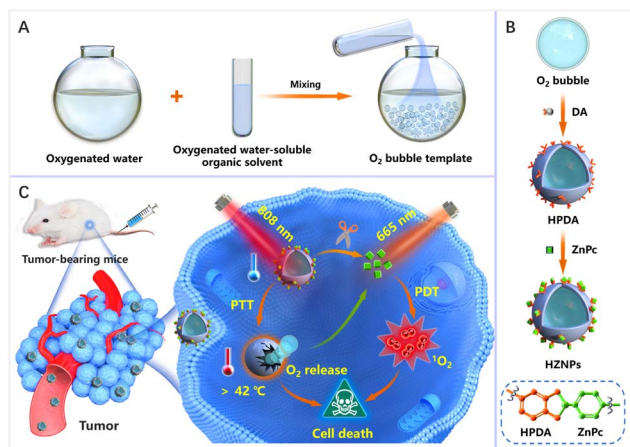 A
Oxygenated water
+
Oxygenated water-soluble
organic solvent
Mixing
O₂ bubble template
B
O₂ bubble
DA
HPDA
ZnPc
HZNPs
HPDA
ZnPc
C
Tumor-bearing mice
Tumor
808 nm
665 nm
PTT
PDT
O₂ release
¹O₂
> 42 ℃
Cell death